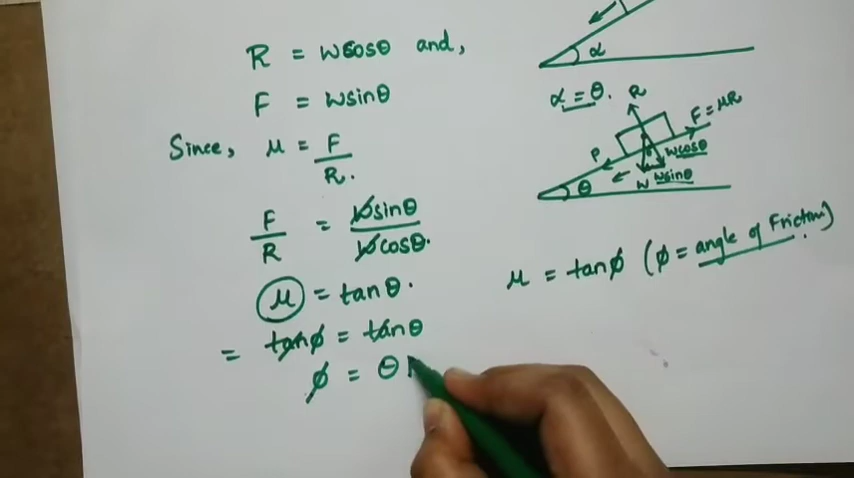 R = Wcosθ and,
F = Wsinθ
Since, μ = F/R.
F/R = Wsinθ/Wcosθ.
μ = tanθ.
= tanϕ = tanθ
ϕ = θ
α
α = θ.
R
F = μR
P
Wcosθ
θ
W Wsinθ
μ = tanϕ (ϕ = angle of Friction)